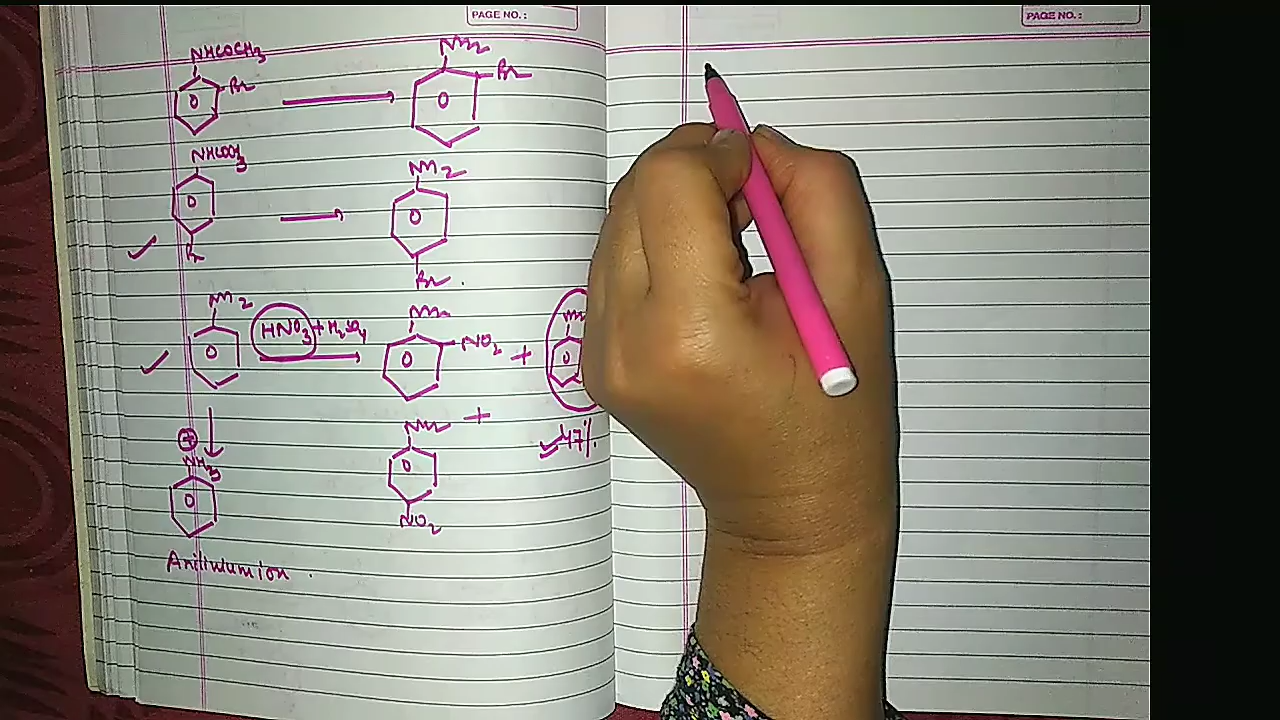 PAGE NO.:
PAGE NO.:
NHCOCH3
Br
NH2
Br
NHCOCH3
Br
NH2
Br
NH2
HNO3 + H2SO4
NH2
NO2
+
NH2
+
47%.
NH2
NO2
+
NH3
Anilinium ion